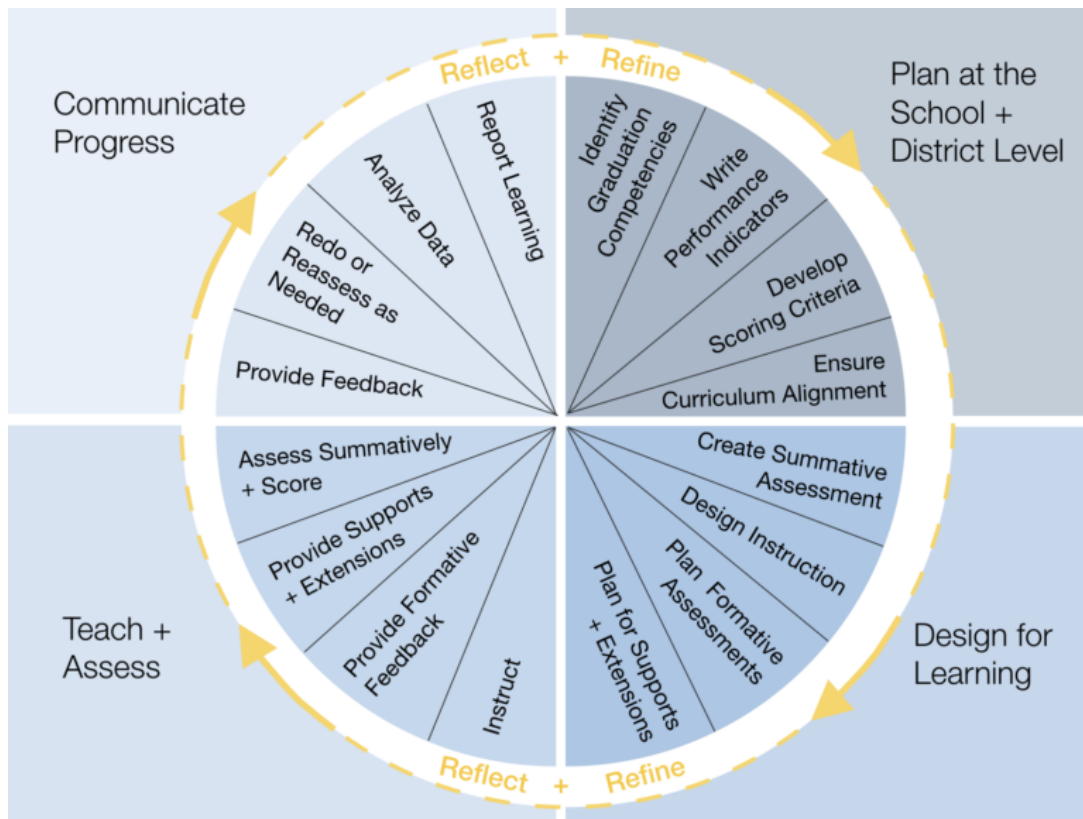 Reflect + Refine
Communicate
Progress
Plan at the
School +
District Level
Identify
Graduation
Competencies
Write
Performance
Indicators
Develop
Scoring Criteria
Ensure
Curriculum Alignment
Create Summative
Assessment
Design Instruction
Plan Formative
Assessments
Plan for Supports
+ Extensions
Design for
Learning
Instruct
Provide Formative
Feedback
Provide Supports
+ Extensions
Assess Summatively
+ Score
Teach +
Assess
Provide Feedback
Redo or
Reassess as
Needed
Analyze Data
Report Learning
Reflect + Refine